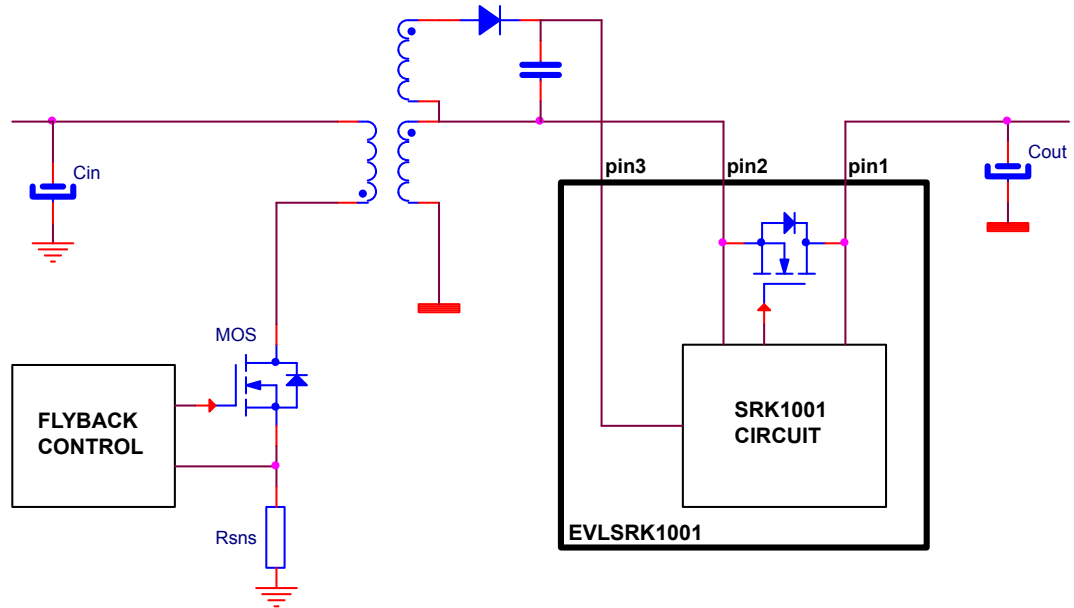 pin3
pin2
pin1
Cin
Cout
MOS
FLYBACK
CONTROL
SRK1001
CIRCUIT
Rsns
EVLSRK1001